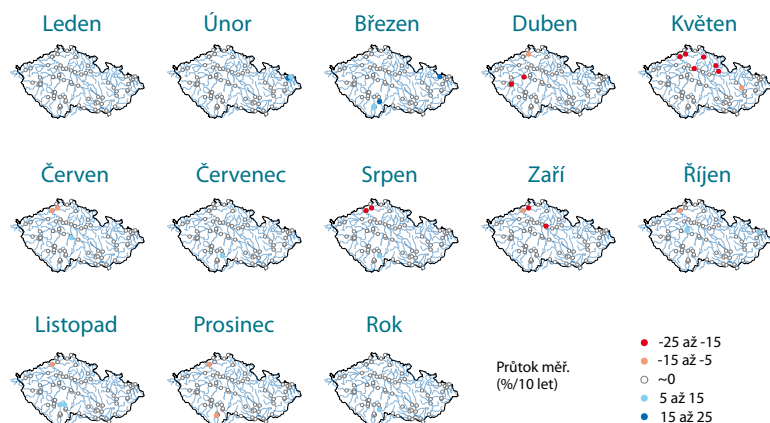 Leden
Únor
Březen
Duben
Květen
Červen
Červenec
Srpen
Zaří
Říjen
Listopad
Prosinec
Rok
Průtok měř.
(%/10 let)
-25 až -15
-15 až -5
~0
5 až 15
15 až 25